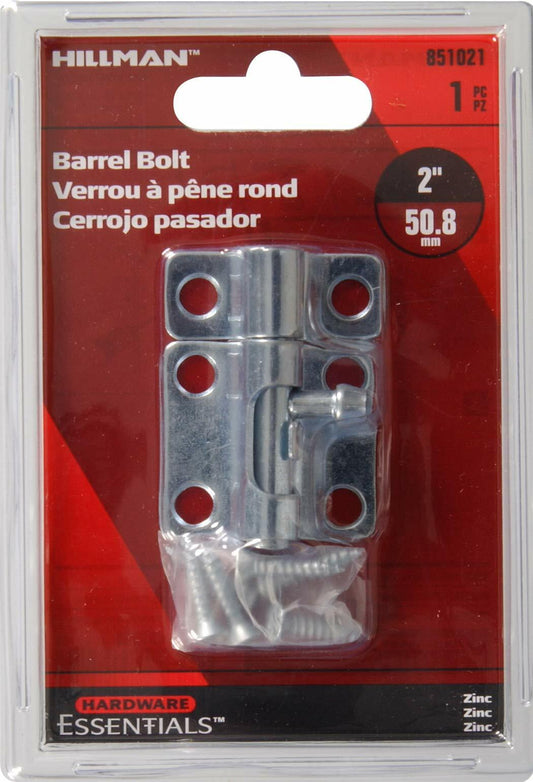 HILLMAN™
851021
1 PC
PZ
Barrel Bolt
Verrou à pêne rond
Cerrojo pasador
2"
50.8
mm
HARDWARE
ESSENTIALS™
Zinc
Zinc
Zinc